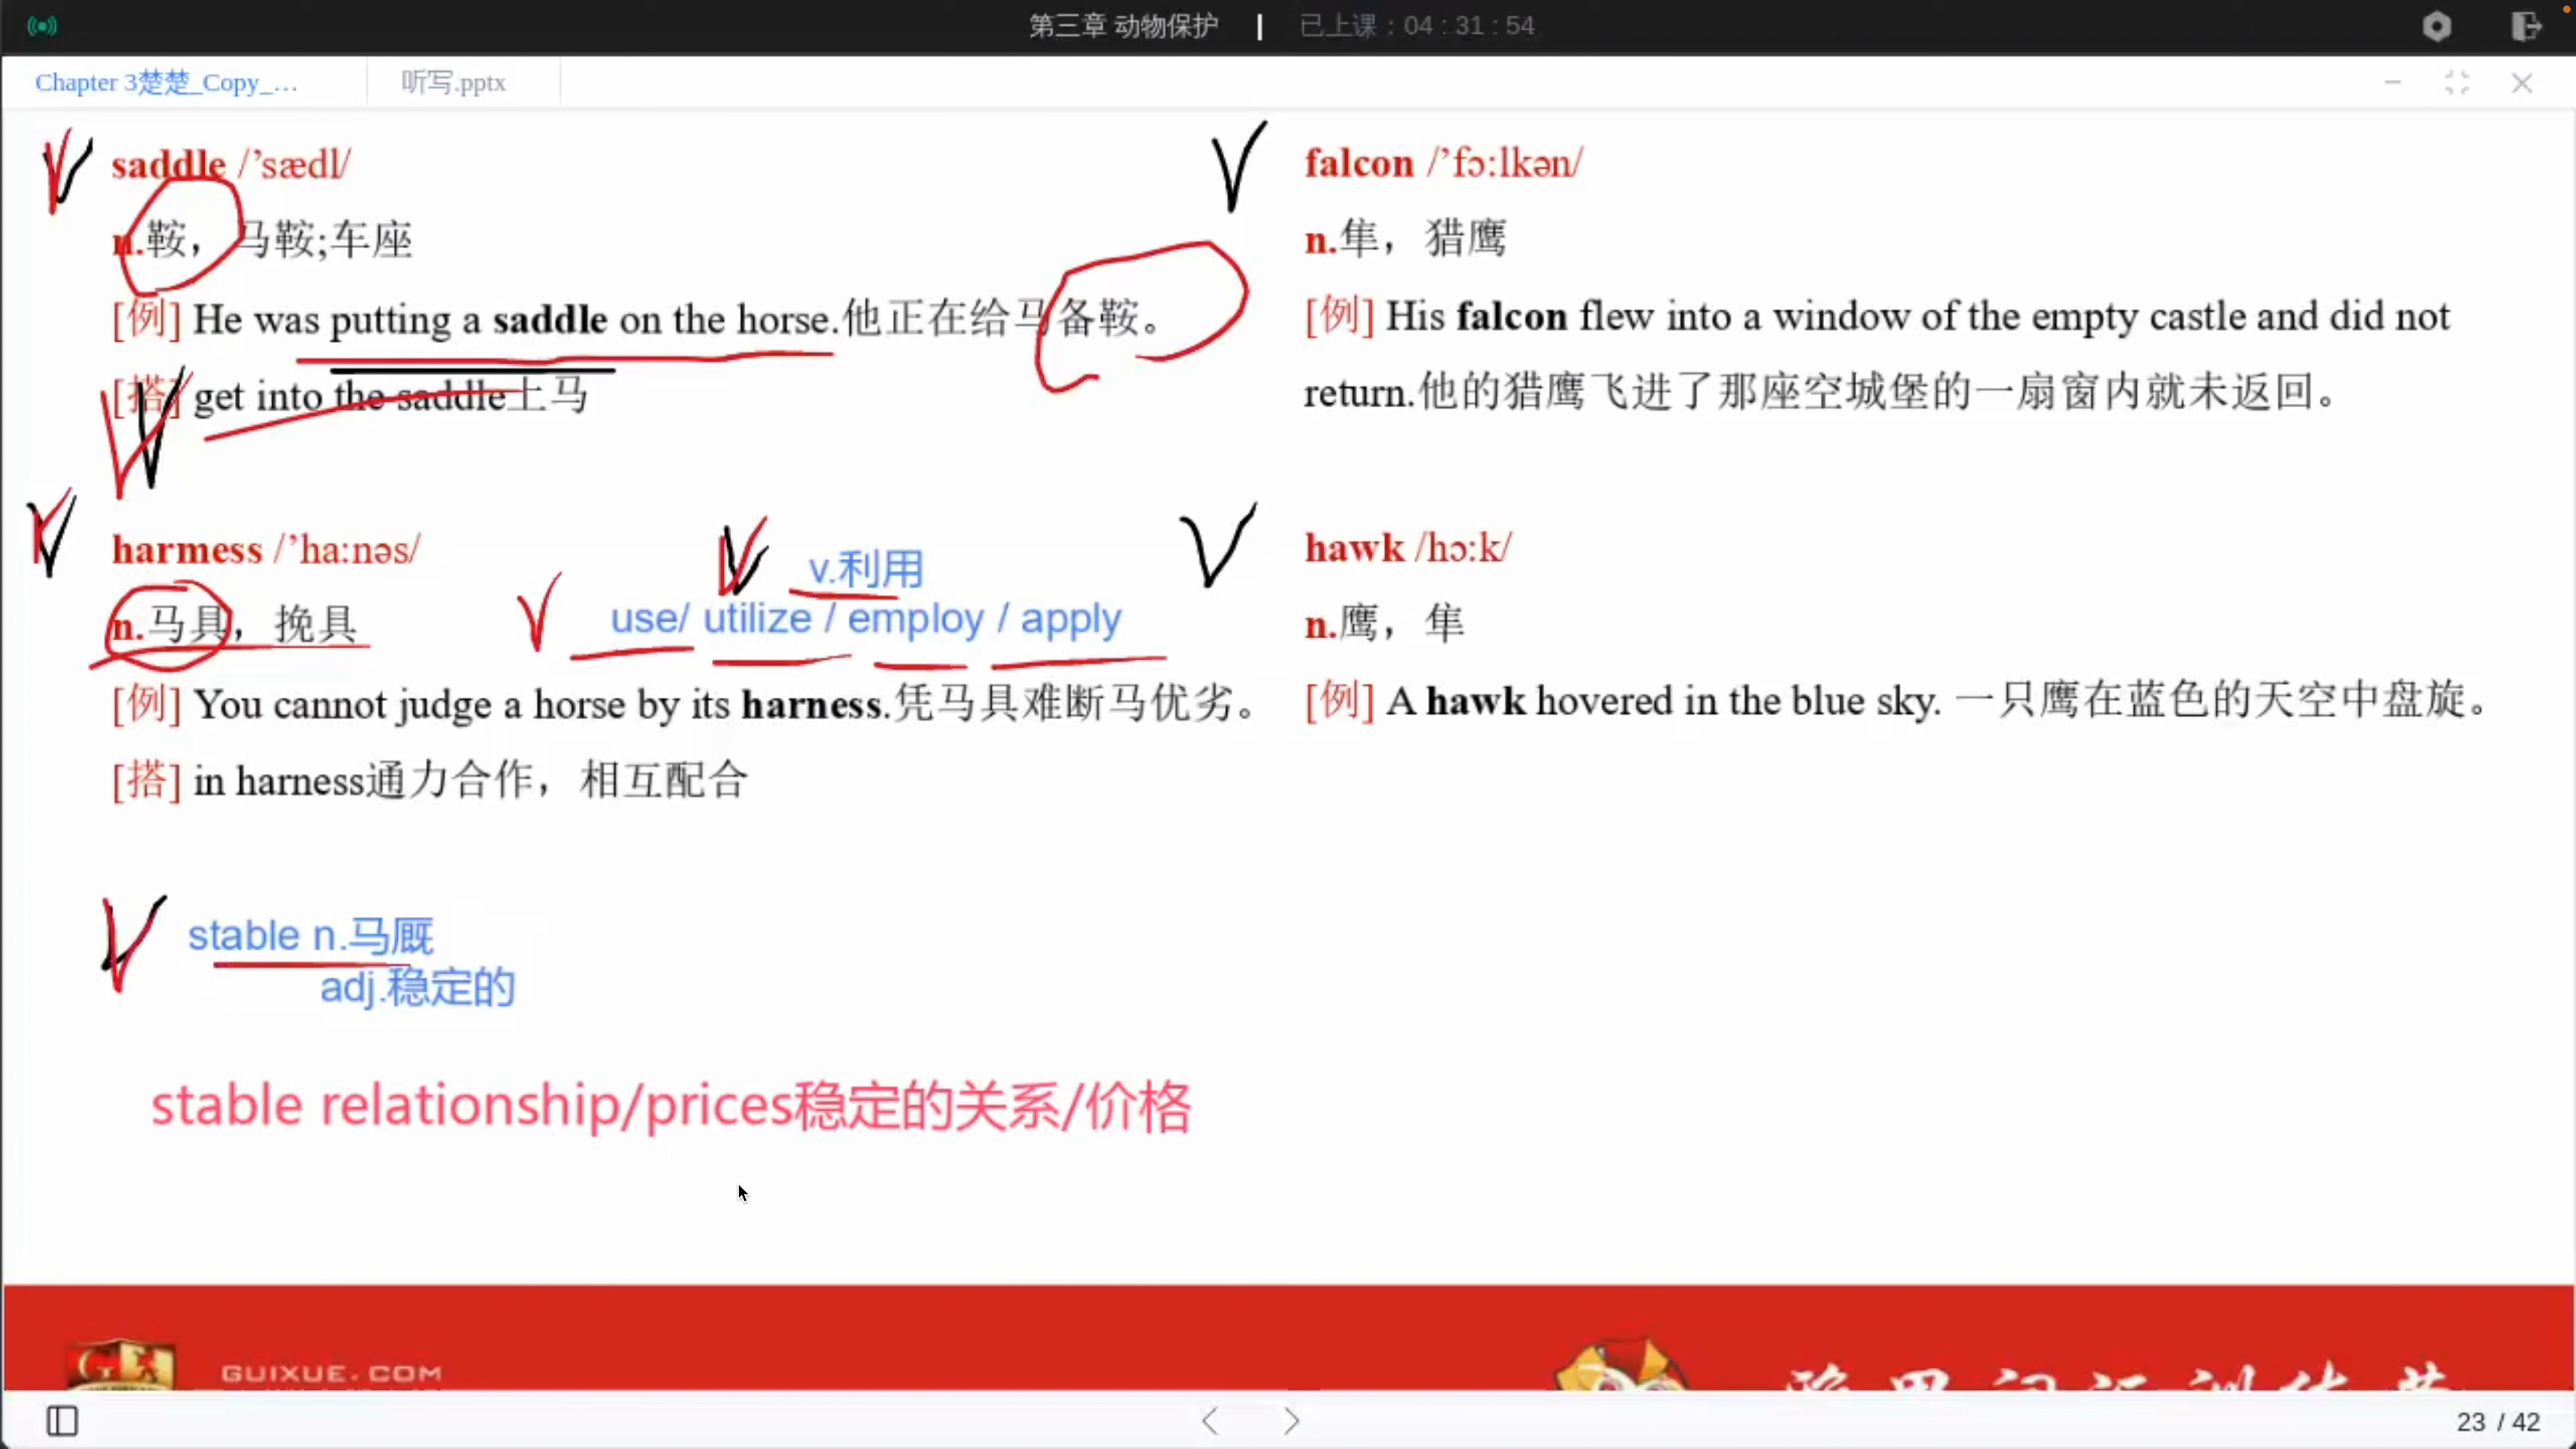 第三章 动物保护 | 已上课：04 : 31 : 54
Chapter 3楚楚_Copy_…
听写.pptx
saddle /’sædl/
n.鞍，马鞍;车座
[例] He was putting a saddle on the horse.他正在给马备鞍。
[搭] get into the saddle上马
harmess /’ha:nəs/
n.马具，挽具
v.利用
use/ utilize / employ / apply
[例] You cannot judge a horse by its harness.凭马具难断马优劣。
[搭] in harness通力合作，相互配合
stable n.马厩
adj.稳定的
stable relationship/prices稳定的关系/价格
falcon /’fɔ:lkən/
n.隼，猎鹰
[例] His falcon flew into a window of the empty castle and did not
return.他的猎鹰飞进了那座空城堡的一扇窗内就未返回。
hawk /hɔ:k/
n.鹰，隼
[例] A hawk hovered in the blue sky. 一只鹰在蓝色的天空中盘旋。
GUIXUE.COM
23 / 42